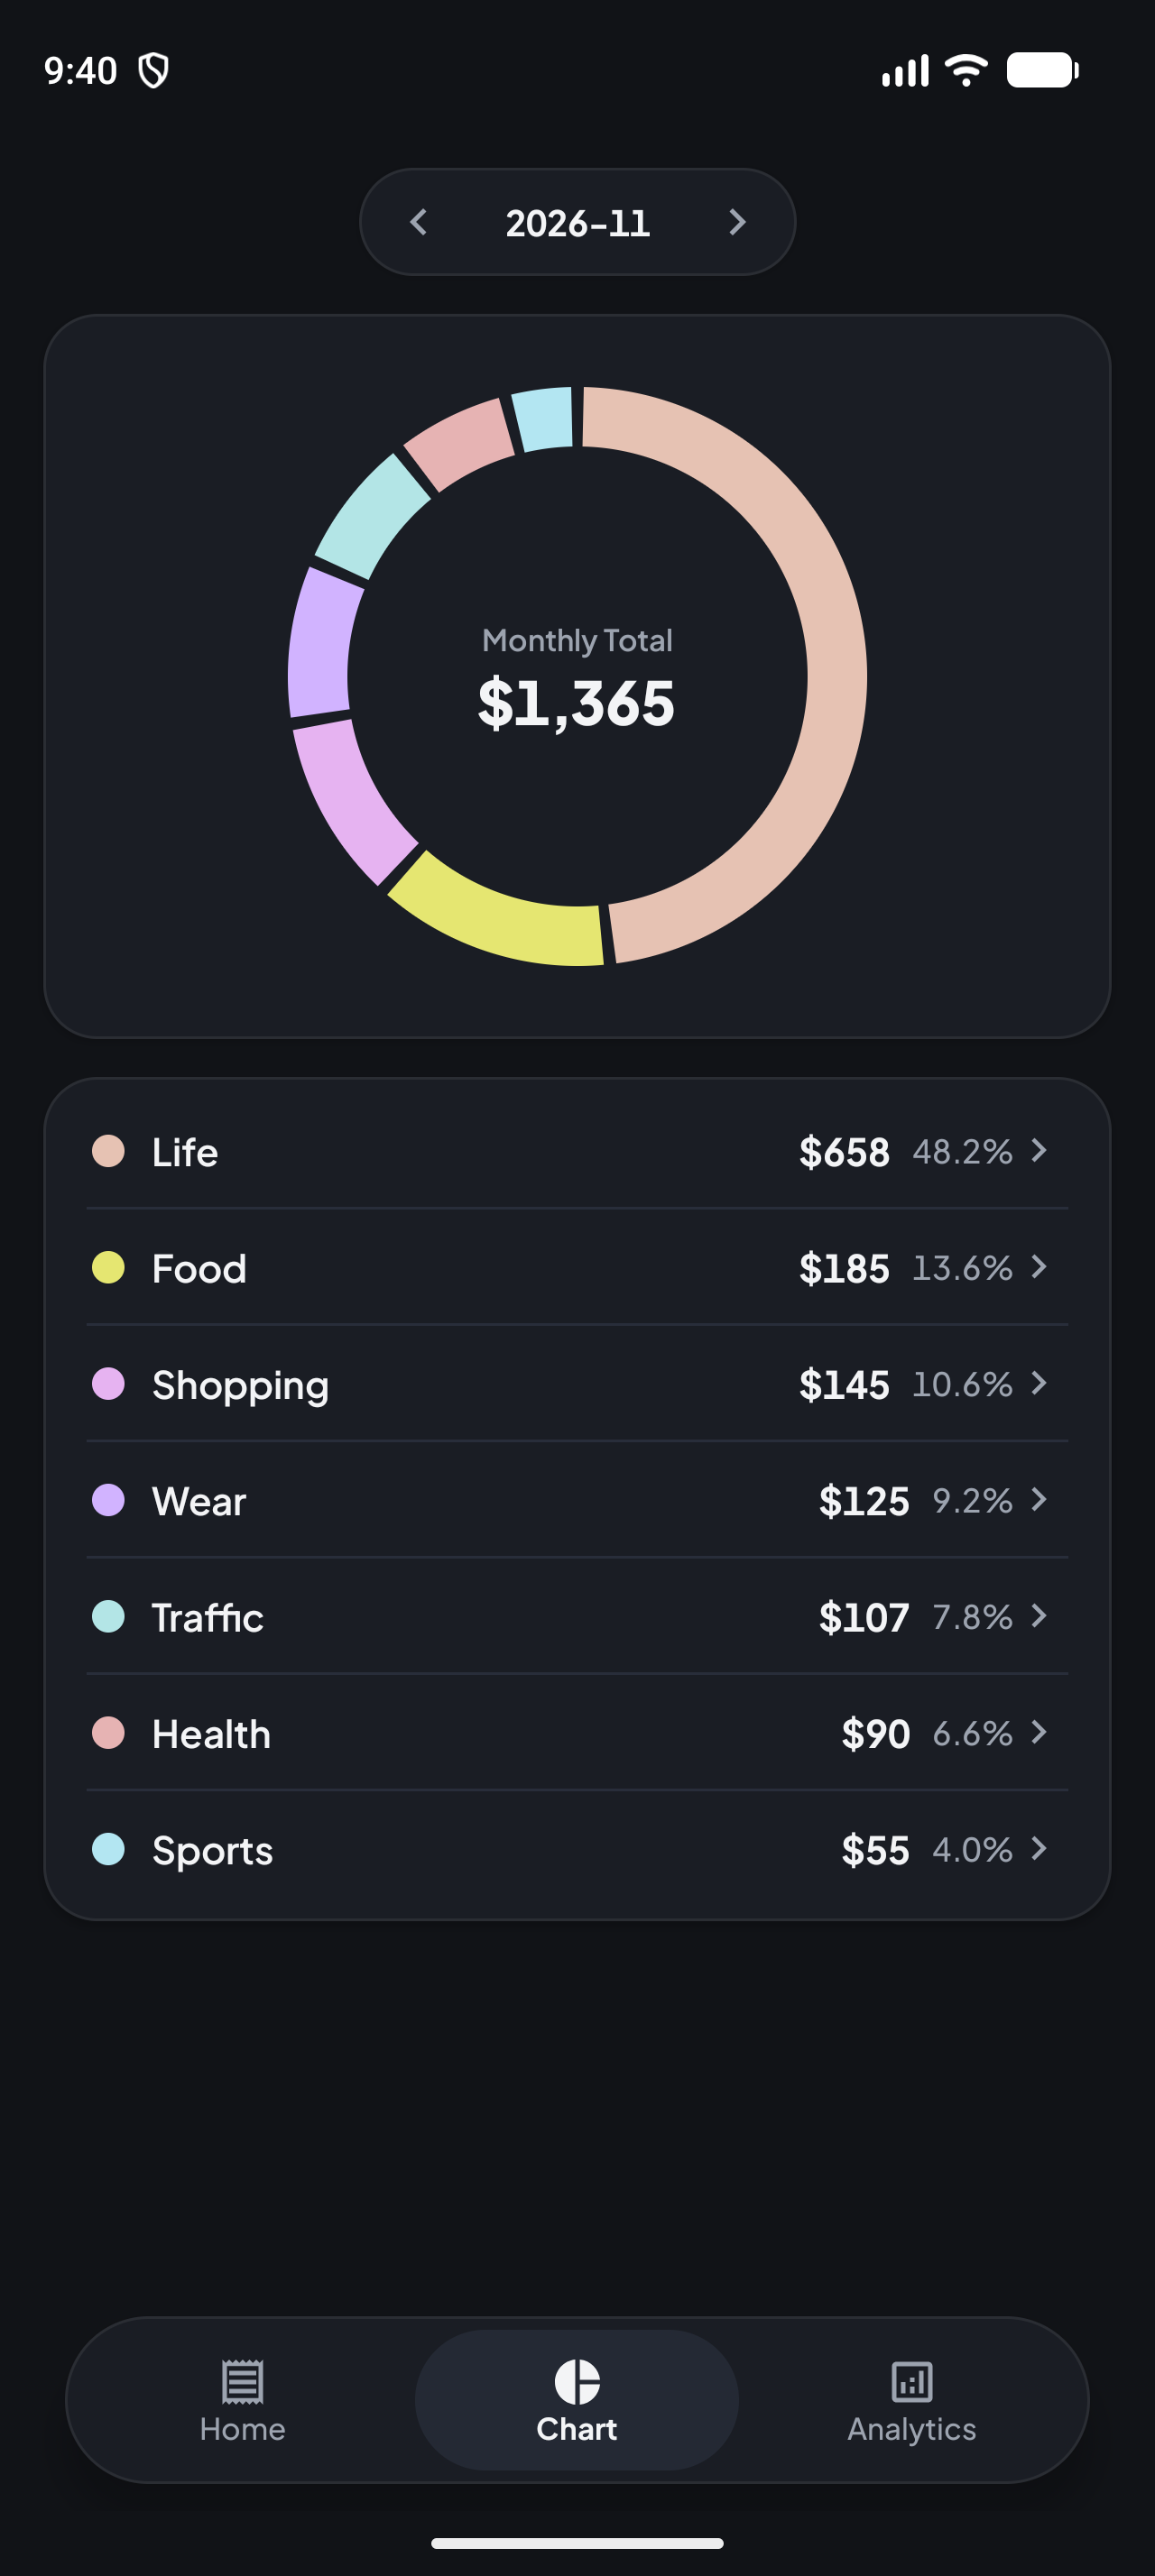 9:40
2026-11
Monthly Total
$1,365
Life $658 48.2%
Food $185 13.6%
Shopping $145 10.6%
Wear $125 9.2%
Traffic $107 7.8%
Health $90 6.6%
Sports $55 4.0%
Home Chart Analytics